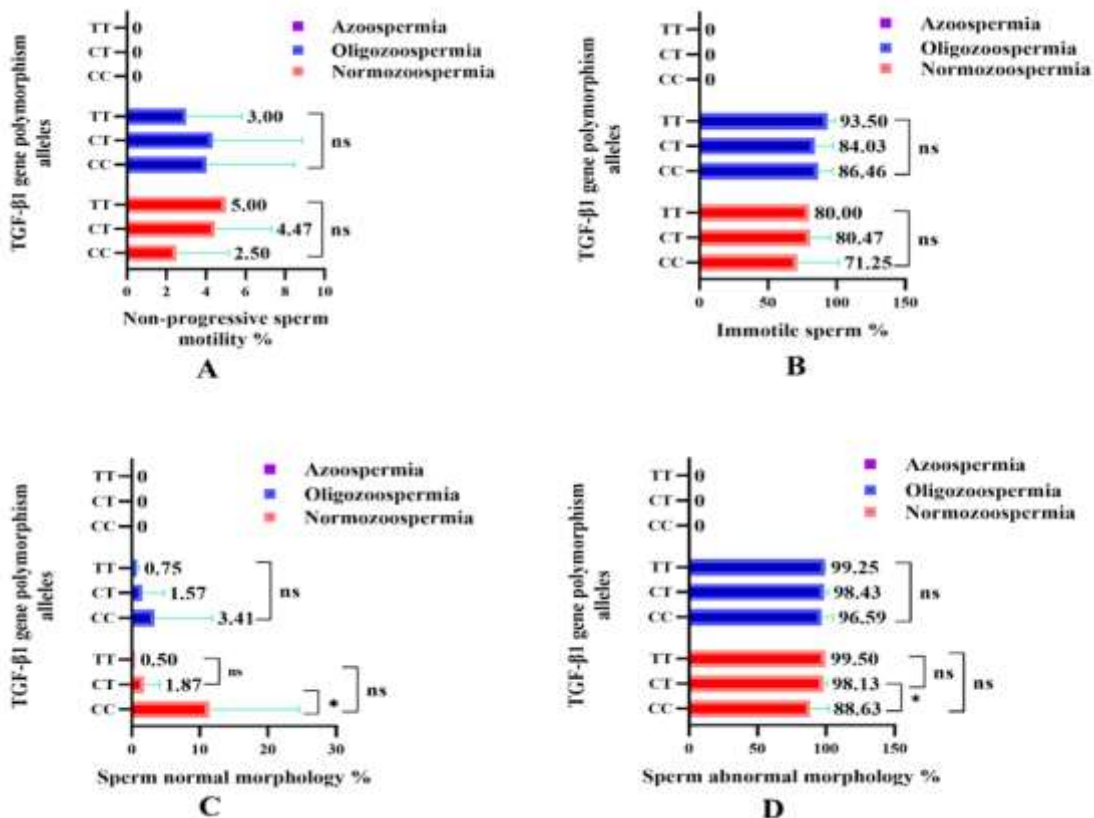 TGF-β1 gene polymorphism
alleles
Azoospermia
Oligozoospermia
Normozoospermia
TT 0
CT 0
CC 0
TT 3.00
CT
CC
ns
TT 5.00
CT 4.47
CC 2.50
ns
0 2 4 6 8 10
Non-progressive sperm
motility %
A
TGF-β1 gene polymorphism
alleles
Azoospermia
Oligozoospermia
Normozoospermia
TT 0
CT 0
CC 0
TT 93.50
CT 84.03
CC 86.46
ns
TT 80.00
CT 80.47
CC 71.25
ns
0 50 100 150
Immotile sperm %
B
TGF-β1 gene polymorphism
alleles
Azoospermia
Oligozoospermia
Normozoospermia
TT 0
CT 0
CC 0
TT 0.75
CT 1.57
CC 3.41
ns
TT 0.50
CT 1.87
CC
ns
*
ns
0 10 20 30
Sperm normal morphology %
C
TGF-β1 gene polymorphism
alleles
Azoospermia
Oligozoospermia
Normozoospermia
TT 0
CT 0
CC 0
TT 99.25
CT 98.43
CC 96.59
ns
TT 99.50
CT 98.13
CC 88.63
ns
*
ns
0 50 100 150
Sperm abnormal morphology %
D